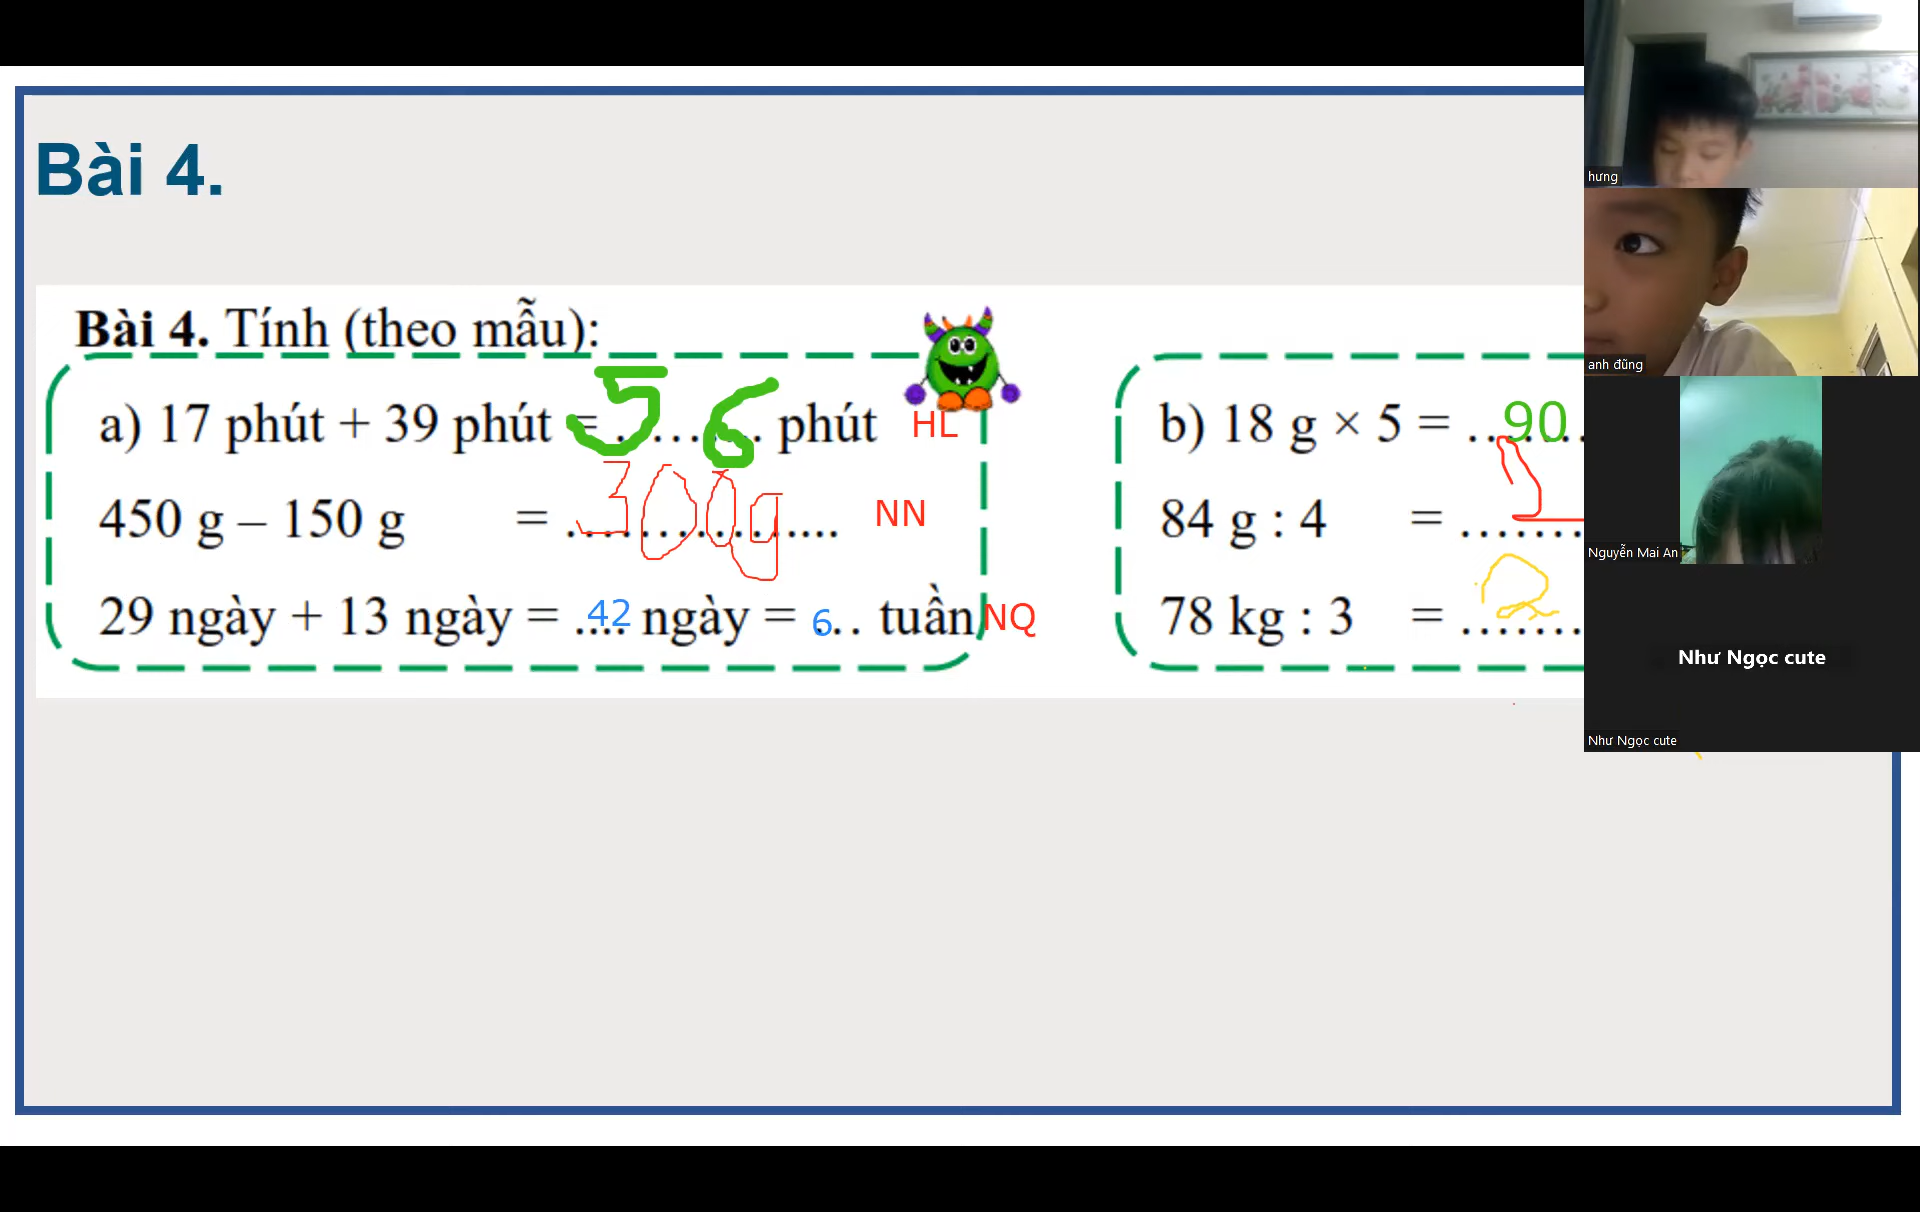 Bài 4.
Bài 4. Tính (theo mẫu):
a) 17 phút + 39 phút = 56 phút HL
450 g – 150 g = 300g NN
29 ngày + 13 ngày = 42 ngày = 6 tuần NQ
b) 18 g × 5 = 90
84 g : 4 = 2
78 kg : 3 = 2
hưng
anh đũng
Nguyễn Mai An
Như Ngọc cute
Như Ngọc cute